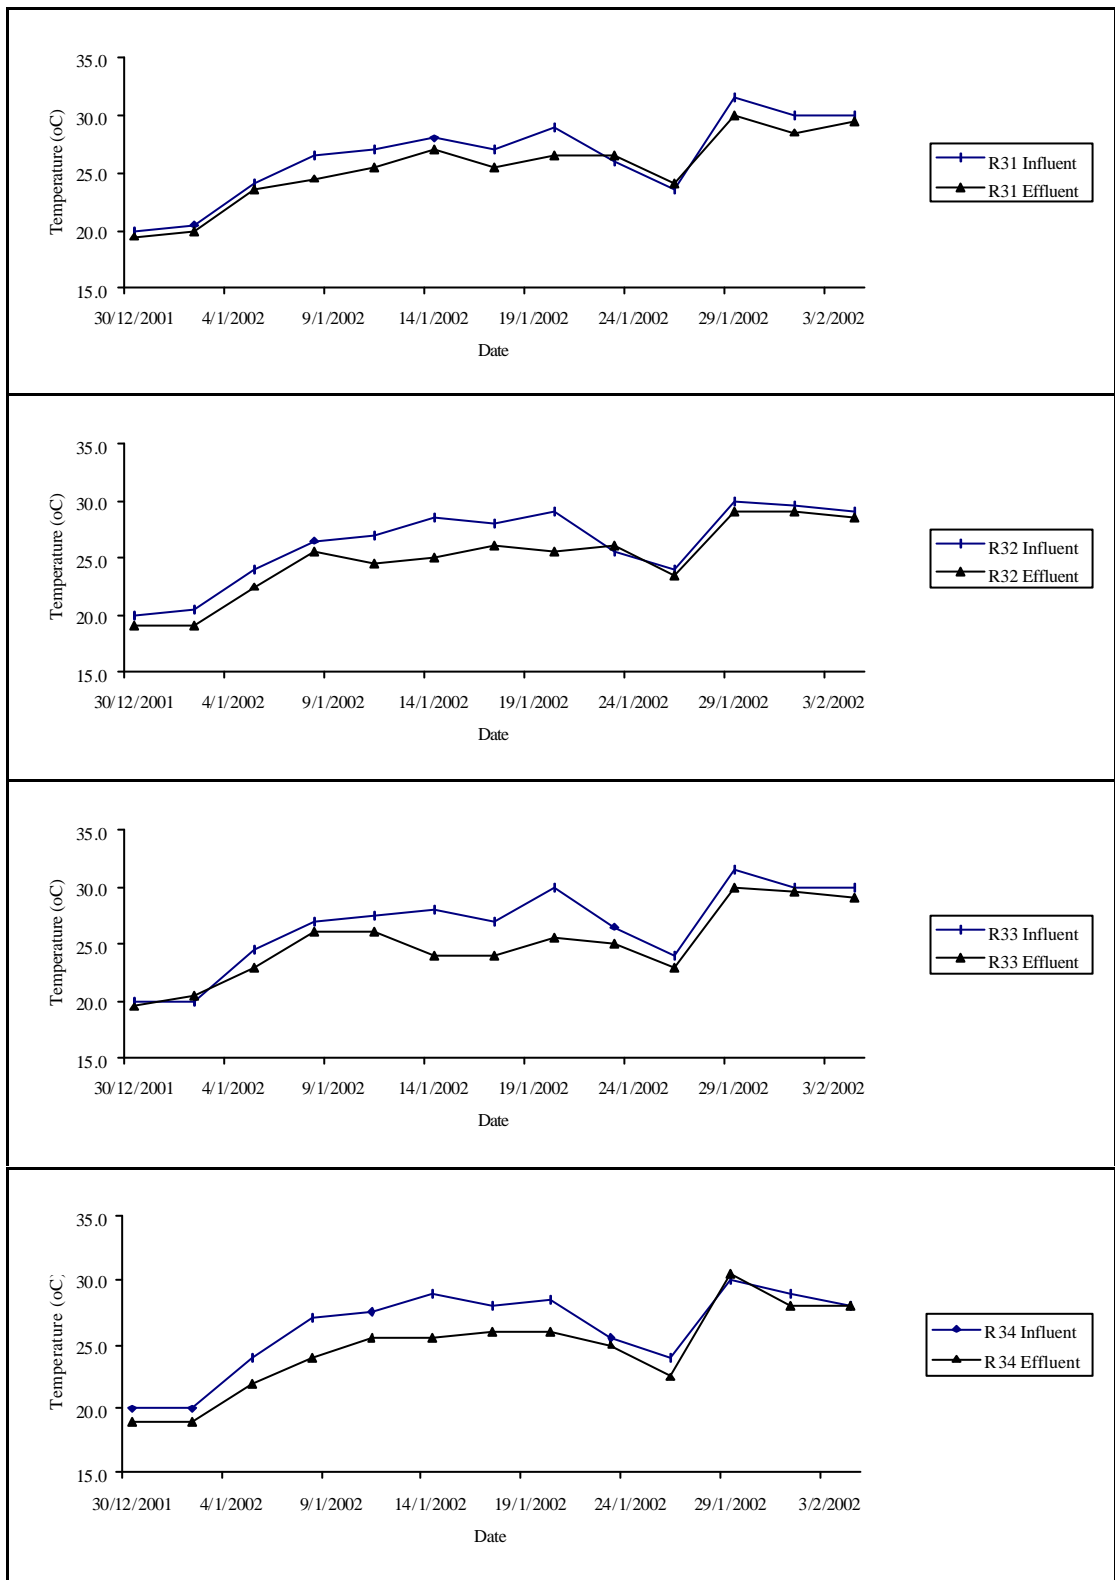 35.0
30.0
25.0
20.0
15.0
Temperature (oC)
30/12/2001 4/1/2002 9/1/2002 14/1/2002 19/1/2002 24/1/2002 29/1/2002 3/2/2002
Date
R31 Influent
R31 Effluent
35.0
30.0
25.0
20.0
15.0
Temperature (oC)
30/12/2001 4/1/2002 9/1/2002 14/1/2002 19/1/2002 24/1/2002 29/1/2002 3/2/2002
Date
R32 Influent
R32 Effluent
35.0
30.0
25.0
20.0
15.0
Temperature (oC)
30/12/2001 4/1/2002 9/1/2002 14/1/2002 19/1/2002 24/1/2002 29/1/2002 3/2/2002
Date
R33 Influent
R33 Effluent
35.0
30.0
25.0
20.0
15.0
Temperature (oC)
30/12/2001 4/1/2002 9/1/2002 14/1/2002 19/1/2002 24/1/2002 29/1/2002 3/2/2002
Date
R34 Influent
R34 Effluent